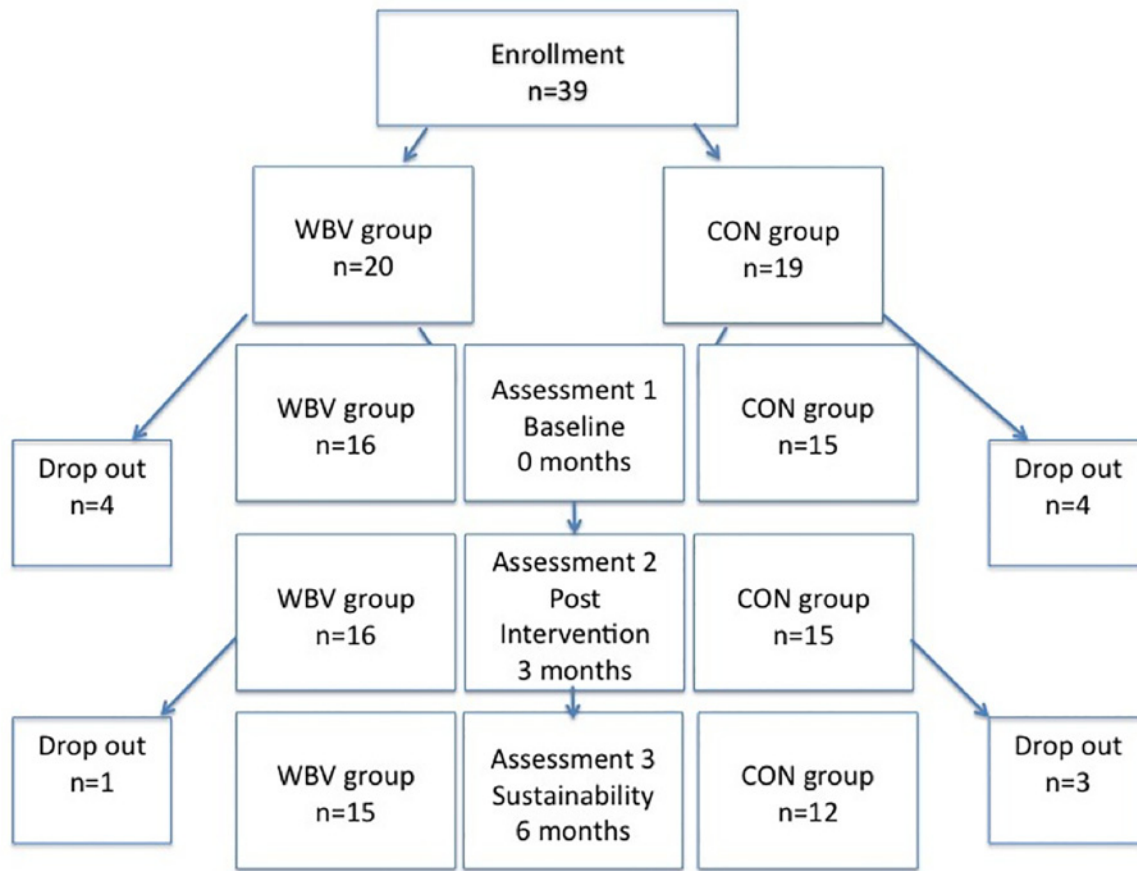 Enrollment
n=39
WBV group
n=20
CON group
n=19
WBV group
n=16
Assessment 1
Baseline
0 months
CON group
n=15
Drop out
n=4
Drop out
n=4
WBV group
n=16
Assessment 2
Post
Intervention
3 months
CON group
n=15
Drop out
n=1
WBV group
n=15
Assessment 3
Sustainability
6 months
CON group
n=12
Drop out
n=3